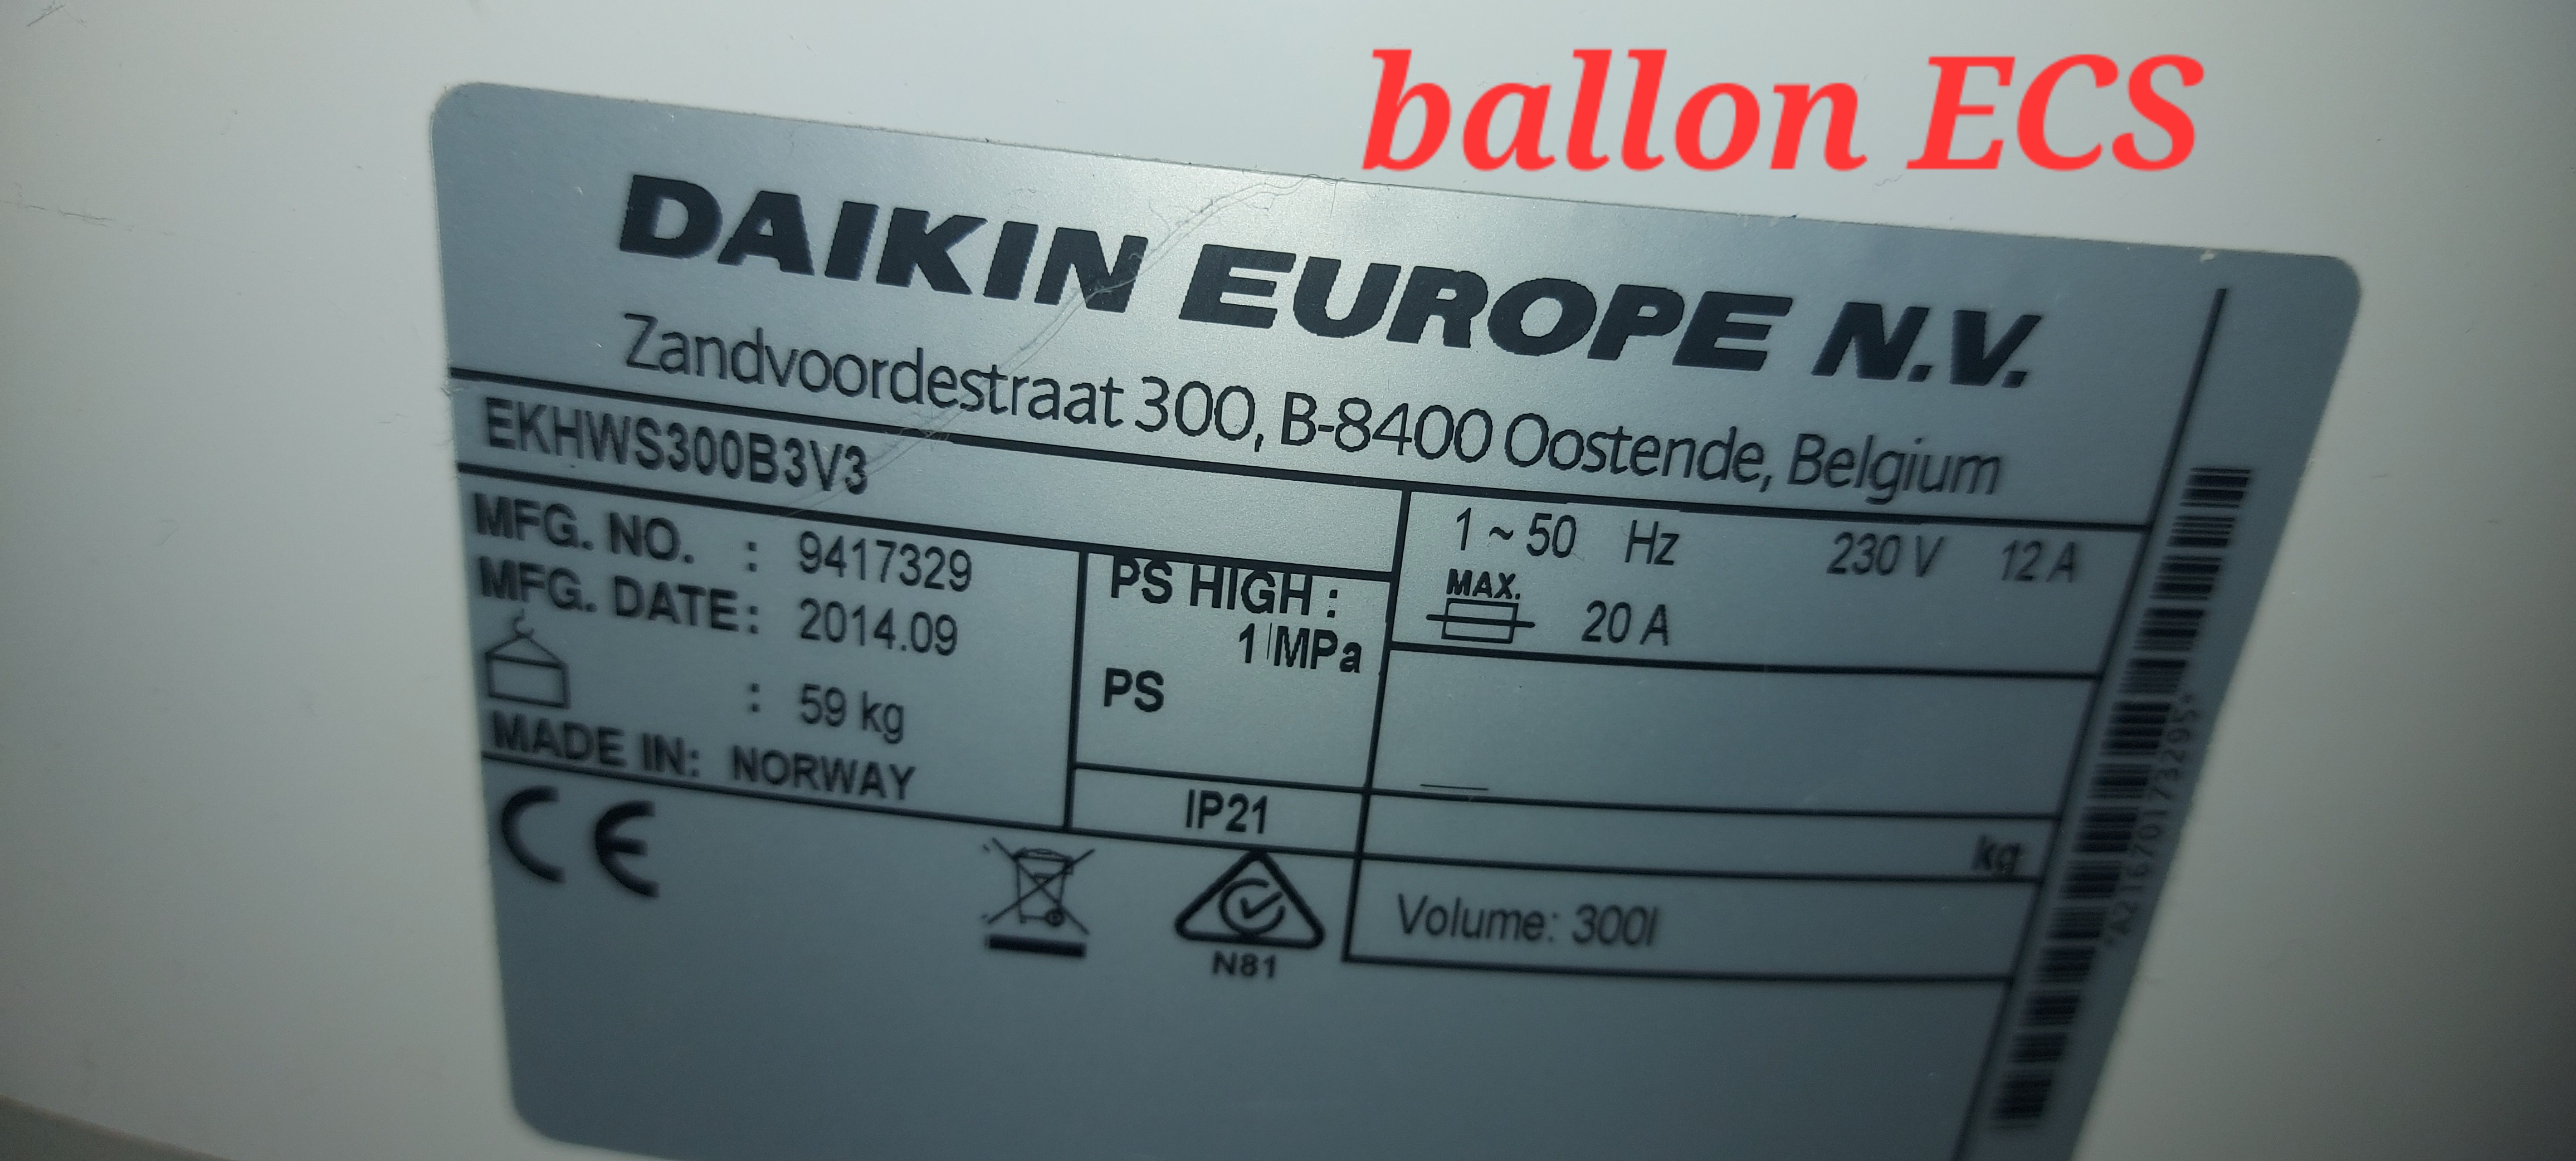 ballon ECS
DAIKIN EUROPE N.V.
Zandvoordestraat 300, B-8400 Oostende, Belgium
EKHWS300B3V3
MFG. NO. : 9417329
MFG. DATE : 2014.09
: 59 kg
MADE IN: NORWAY
PS HIGH :
1 MPa
PS
IP21
1 ~ 50 Hz 230 V 12 A
MAX.
20 A
kg
Volume: 300l
CE
N81